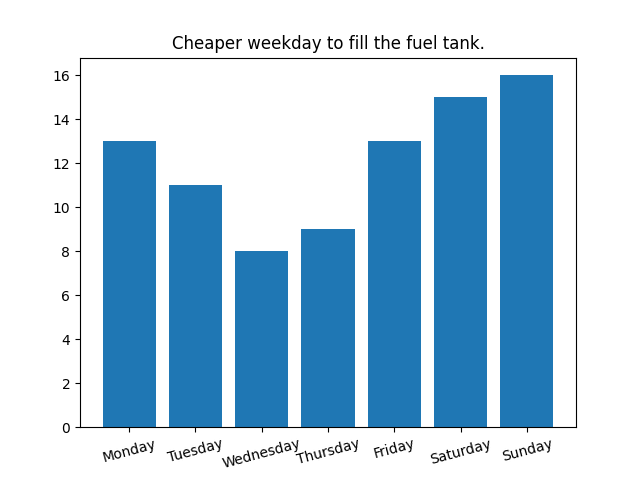 Cheaper weekday to fill the fuel tank.
16
14
12
10
8
6
4
2
0
Monday
Tuesday
Wednesday
Thursday
Friday
Saturday
Sunday